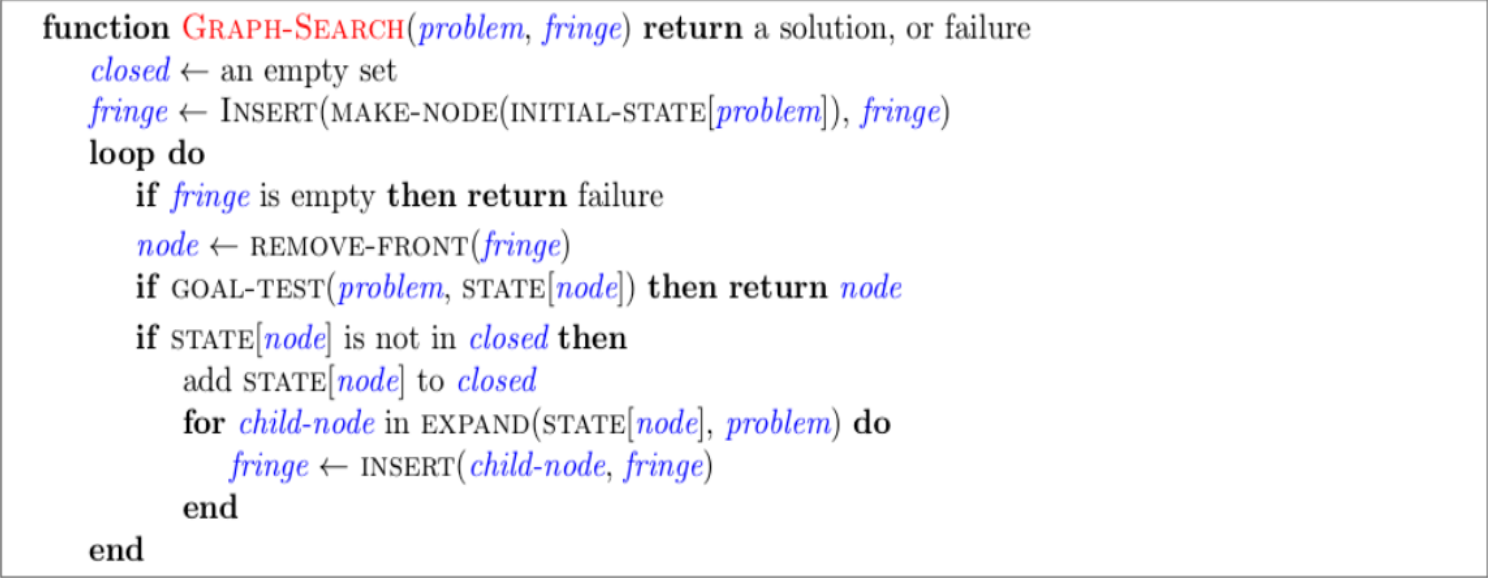 function GRAPH-SEARCH(problem, fringe) return a solution, or failure
closed ← an empty set
fringe ← INSERT(MAKE-NODE(INITIAL-STATE[problem]), fringe)
loop do
if fringe is empty then return failure
node ← REMOVE-FRONT(fringe)
if GOAL-TEST(problem, STATE[node]) then return node
if STATE[node] is not in closed then
add STATE[node] to closed
for child-node in EXPAND(STATE[node], problem) do
fringe ← INSERT(child-node, fringe)
end
end